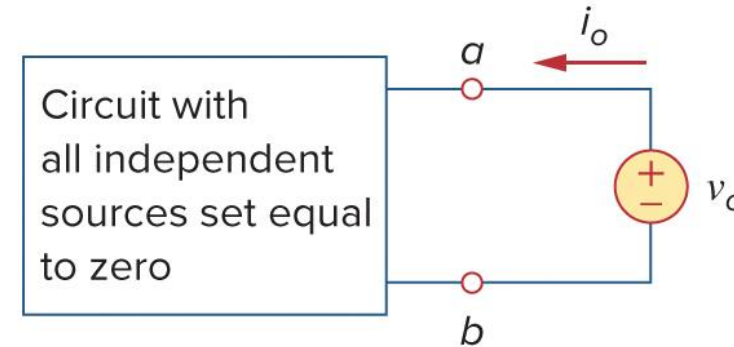 i_o
a
Circuit with
all independent
sources set equal
to zero
+
−
b